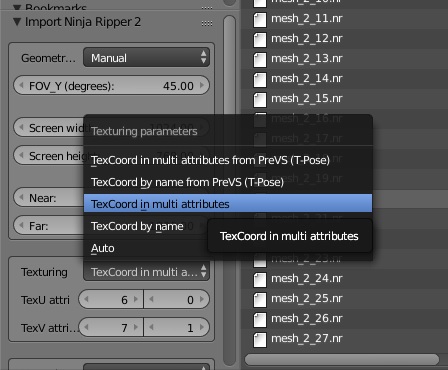 Bookmarks
Import Ninja Ripper 2
Geometr...
Manual
FOV_Y (degrees):
45.00
Screen wid
Screen heig
Near:
Far:
Texturing parameters
TexCoord in multi attributes from PreVS (T-Pose)
TexCoord by name from PreVS (T-Pose)
TexCoord in multi attributes
TexCoord by name
Auto
TexCoord in multi attributes
Texturing
TexCoord in multi a...
TexU attri
6
0
TexV attri...
7
1
mesh_2_10.nr
mesh_2_11.nr
mesh_2_12.nr
mesh_2_13.nr
mesh_2_14.nr
mesh_2_15.nr
mesh_2_24.nr
mesh_2_25.nr
mesh_2_26.nr
mesh_2_27.nr